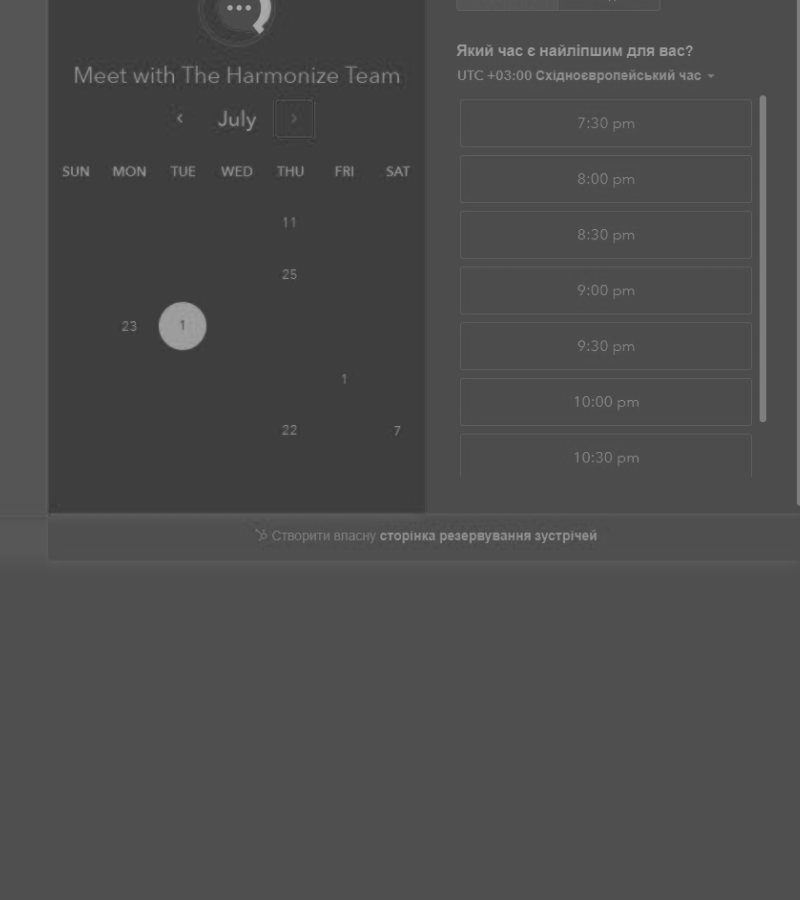 Meet with The Harmonize Team
July
SUN MON TUE WED THU FRI SAT
11
25
23 1
1
22 7
Який час є найліпшим для вас?
UTC +03:00 Східноєвропейський час
7:30 pm
8:00 pm
8:30 pm
9:00 pm
9:30 pm
10:00 pm
10:30 pm
Створити власну сторінка резервування зустрічей